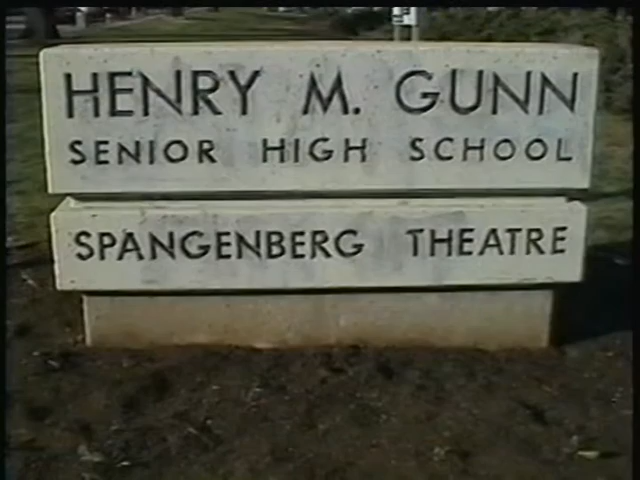 HENRY M. GUNN
SENIOR HIGH SCHOOL
SPANGENBERG THEATRE